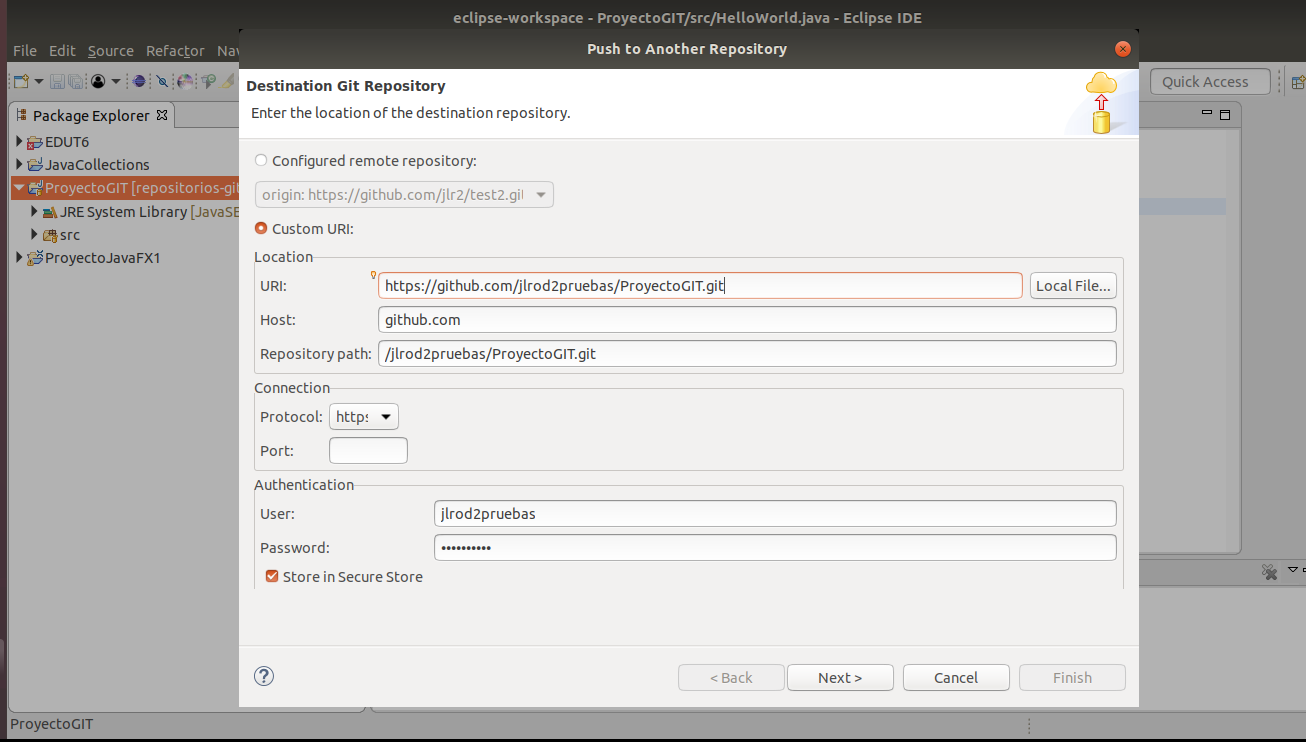 eclipse-workspace - ProyectoGIT/src/HelloWorld.java - Eclipse IDE
File Edit Source Refactor Nav
Push to Another Repository
Quick Access
Package Explorer
EDUT6
JavaCollections
ProyectoGIT [repositorios-git
JRE System Library [JavaSE
src
ProyectoJavaFX1
Destination Git Repository
Enter the location of the destination repository.
Configured remote repository:
origin: https://github.com/jlr2/test2.git
Custom URI:
Location
URI: https://github.com/jlrod2pruebas/ProyectoGIT.git Local File...
Host: github.com
Repository path: /jlrod2pruebas/ProyectoGIT.git
Connection
Protocol: https
Port:
Authentication
User: jlrod2pruebas
Password: ••••••••••
Store in Secure Store
? < Back Next > Cancel Finish
ProyectoGIT